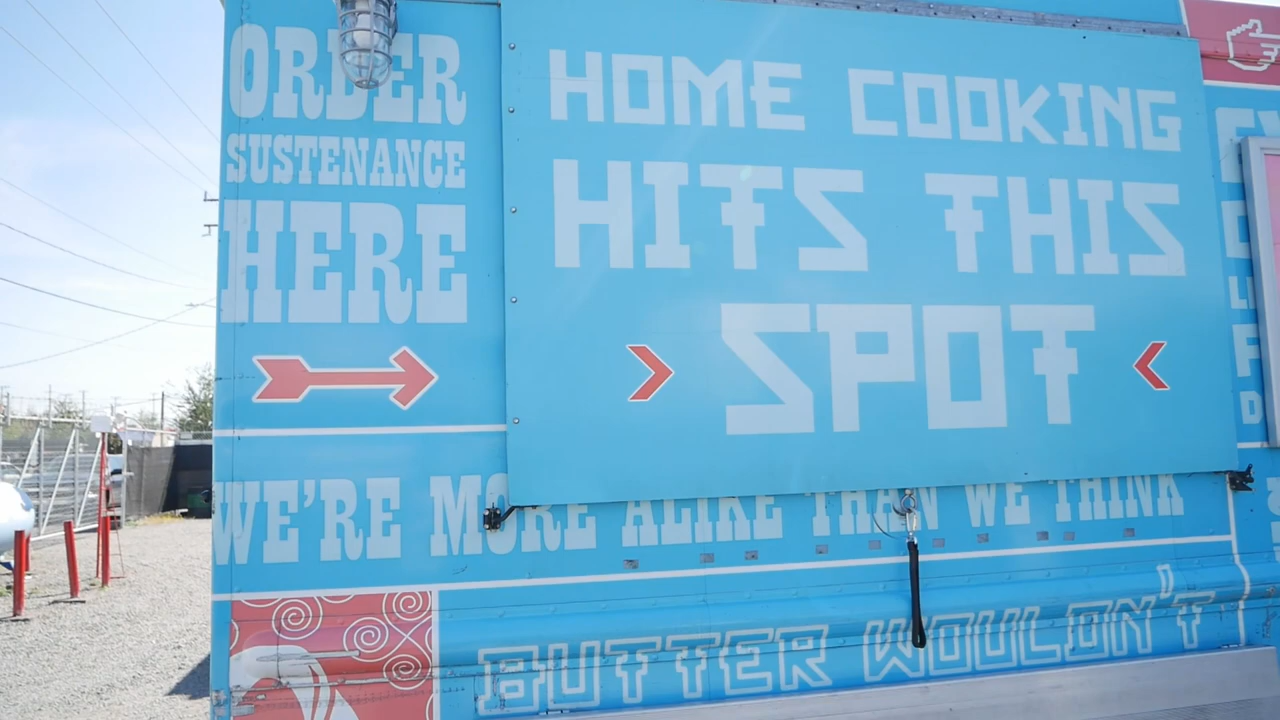 ORDER
SUSTENANCE
HERE
HOME COOKING
HITS THIS
SPOT
WE'RE MORE ALIKE THAN WE THINK
BUTTER WOULDN'T